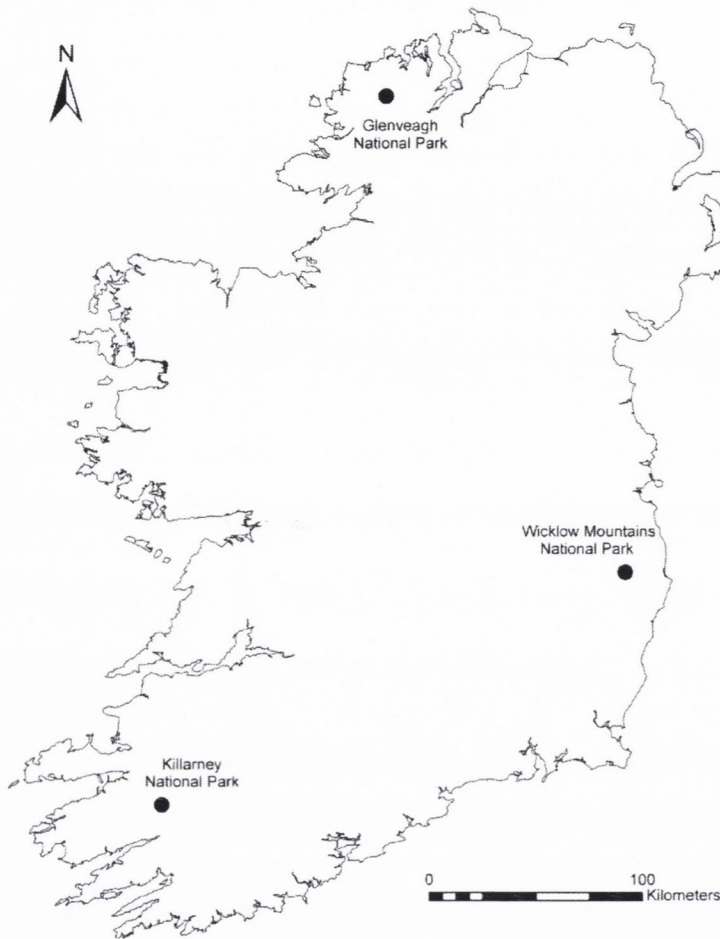 N
Glenveagh
National Park
Wicklow Mountains
National Park
Killarney
National Park
0 100
Kilometers